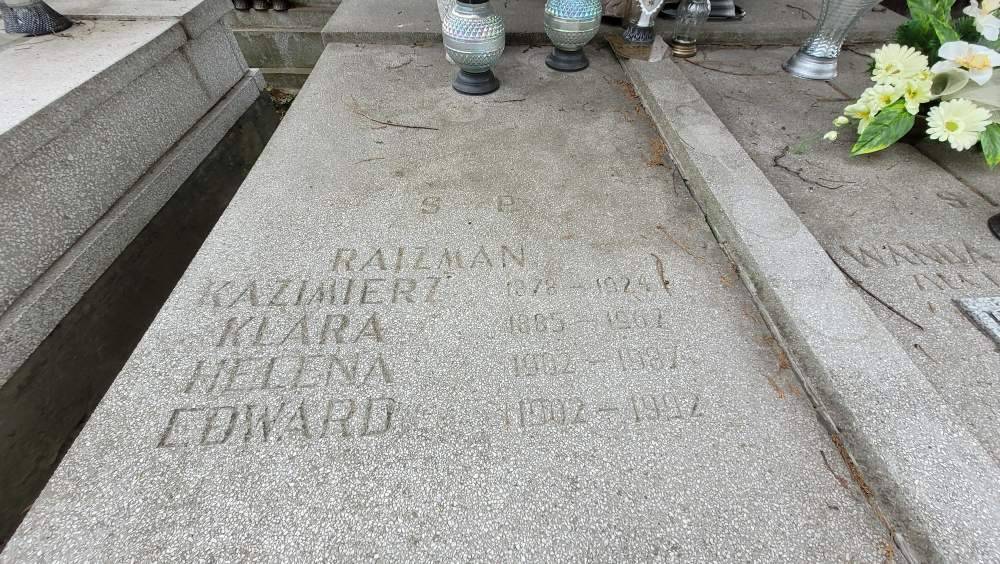 S P
RAIZMAN
KAZIMIERZ 1878 - 1924
KLARA 1885 - 1962
HELENA 1902 - 1987
EDWARD 1902 - 1992
WANDA